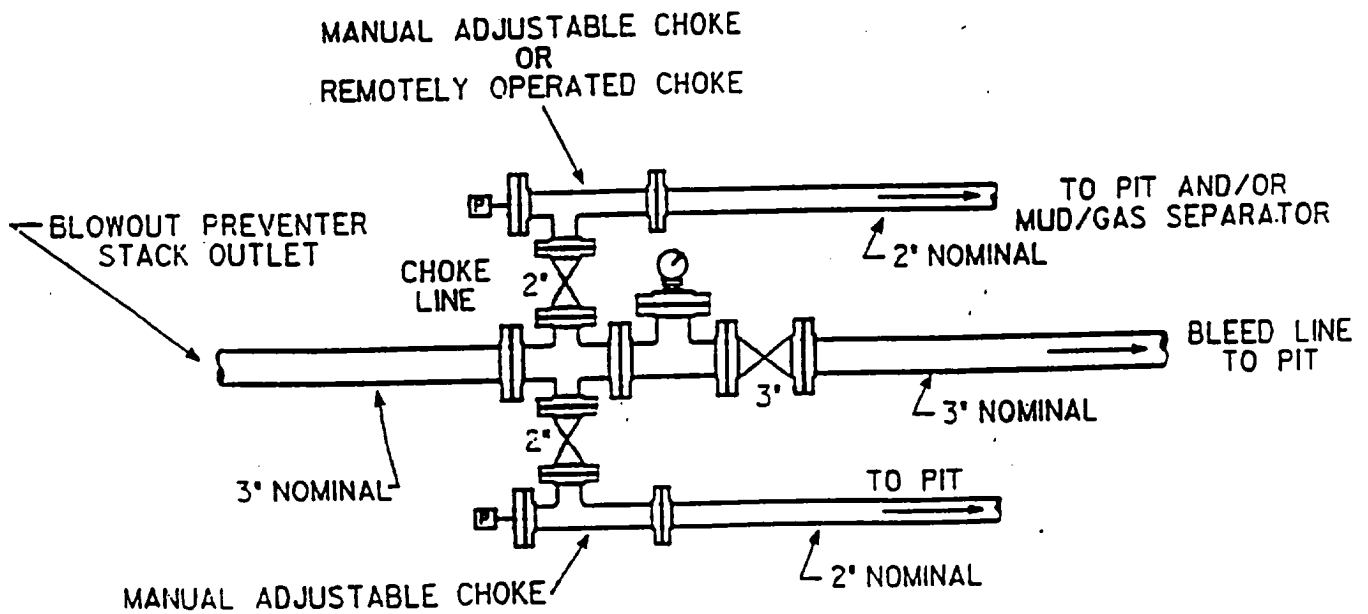 MANUAL ADJUSTABLE CHOKE
OR
REMOTELY OPERATED CHOKE
P
TO PIT AND/OR
MUD/GAS SEPARATOR
2" NOMINAL
BLOWOUT PREVENTER
STACK OUTLET
CHOKE
LINE
2"
BLEED LINE
TO PIT
3"
3" NOMINAL
3" NOMINAL
2"
TO PIT
P
2" NOMINAL
MANUAL ADJUSTABLE CHOKE